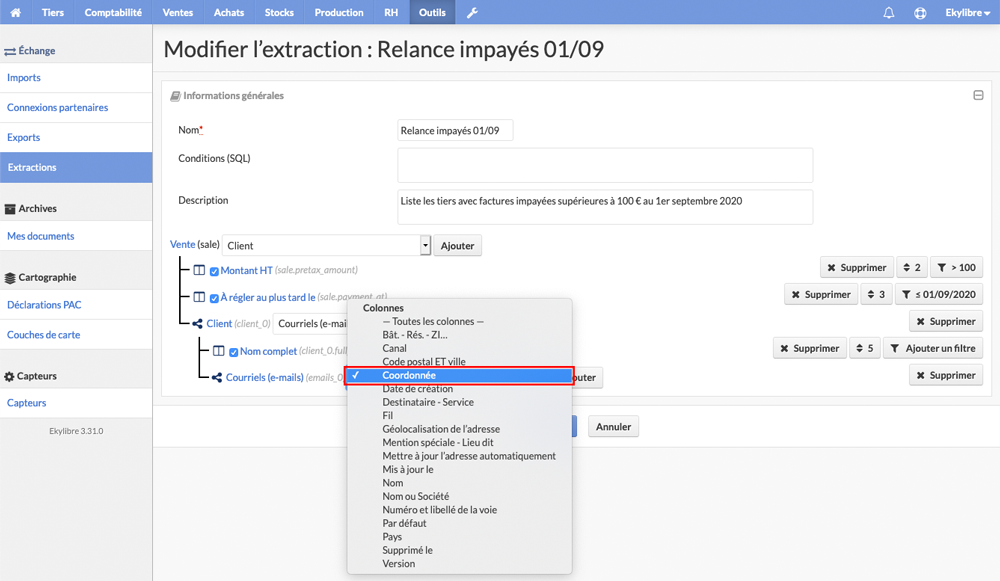 Tiers Comptabilité Ventes Achats Stocks Production RH Outils Ekylibre
Échange
Imports
Connexions partenaires
Exports
Extractions
Archives
Mes documents
Cartographie
Déclarations PAC
Couches de carte
Capteurs
Capteurs
Ekylibre 3.31.0
Modifier l’extraction : Relance impayés 01/09
Informations générales
Nom* Relance impayés 01/09
Conditions (SQL)
Description Liste les tiers avec factures impayées supérieures à 100 € au 1er septembre 2020
Vente (sale) Client Ajouter
Montant HT (sale.pretax_amount) Supprimer 2 > 100
À régler au plus tard le (sale.payment_at) Supprimer 3 ≤ 01/09/2020
Client (client_0) Courriels (e-mai Supprimer
Nom complet (client_0.full Supprimer 5 Ajouter un filtre
Courriels (e-mails) (emails_0 outer Supprimer
Colonnes
— Toutes les colonnes —
Bât. - Rés. - ZI...
Canal
Code postal ET ville
✓ Coordonnée
Date de création
Destinataire - Service
Fil
Géolocalisation de l’adresse
Mention spéciale - Lieu dit
Mettre à jour l’adresse automatiquement
Mis à jour le
Nom
Nom ou Société
Numéro et libellé de la voie
Par défaut
Pays
Supprimé le
Version
Annuler